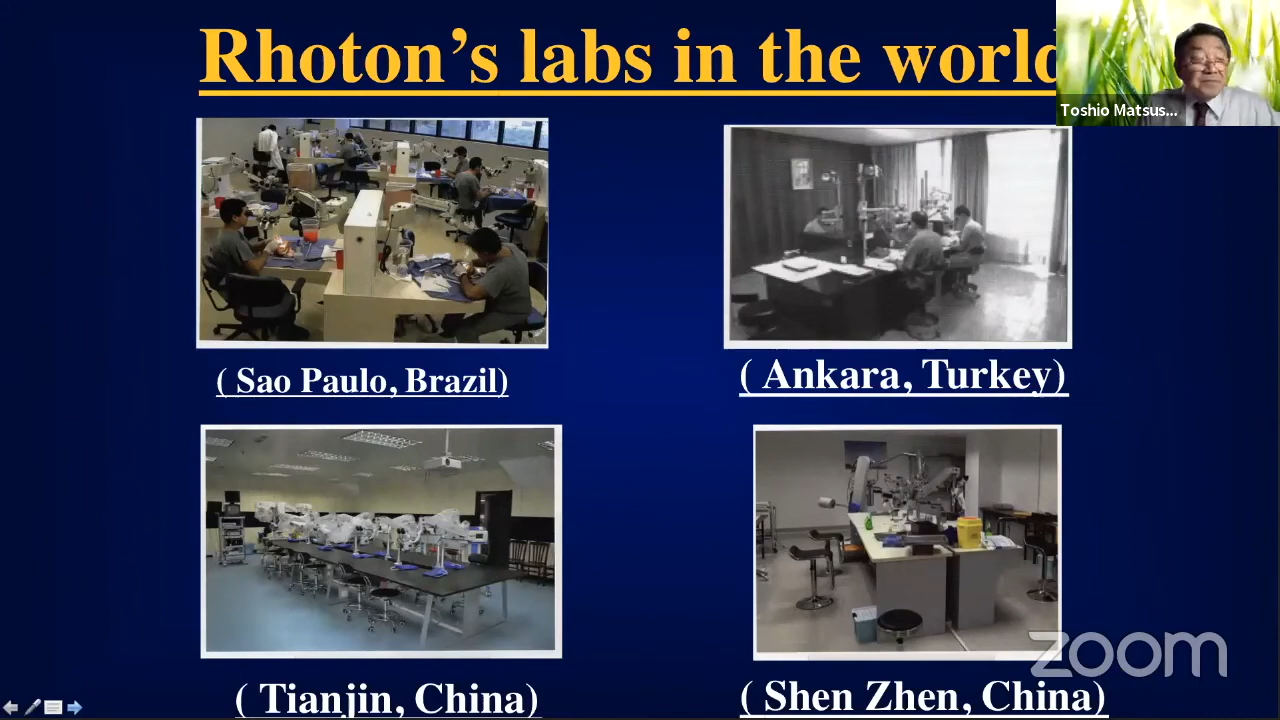 Rhoton's labs in the world
Toshio Matsus...
( Sao Paulo, Brazil)
( Ankara, Turkey)
( Tianjin, China)
( Shen Zhen, China)
zoom